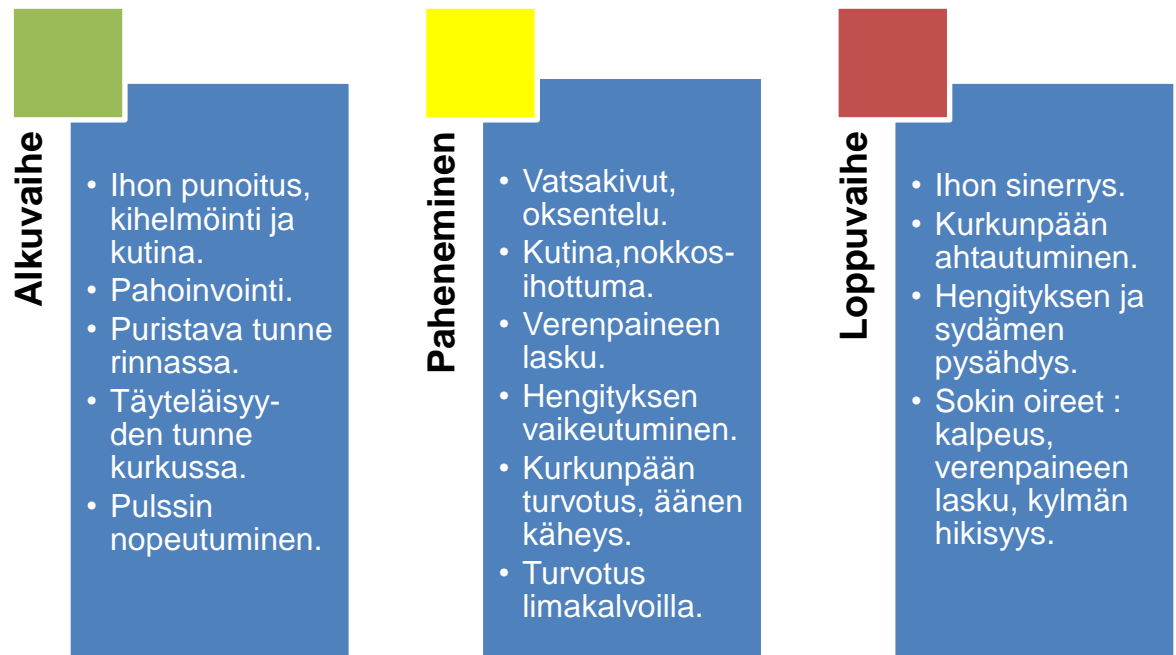 Alkuvaihe
• Ihon punoitus,
kihelmöinti ja
kutina.
• Pahoinvointi.
• Puristava tunne
rinnassa.
• Täyteläisyy-
den tunne
kurkussa.
• Pulssin
nopeutuminen.
Paheneminen
• Vatsakivut,
oksentelu.
• Kutina,nokkos-
ihottuma.
• Verenpaineen
lasku.
• Hengityksen
vaikeutuminen.
• Kurkunpään
turvotus, äänen
käheys.
• Turvotus
limakalvoilla.
Loppuvaihe
• Ihon sinerrys.
• Kurkunpään
ahtautuminen.
• Hengityksen ja
sydämen
pysähdys.
• Sokin oireet :
kalpeus,
verenpaineen
lasku, kylmän
hikisyys.